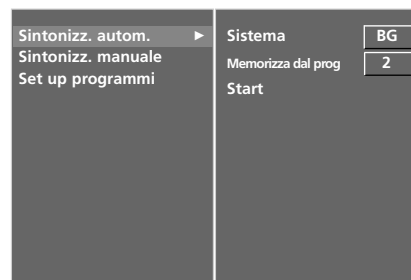 Sintonizz. autom. ►
Sintonizz. manuale
Set up programmi
Sistema BG
Memorizza dal prog 2
Start